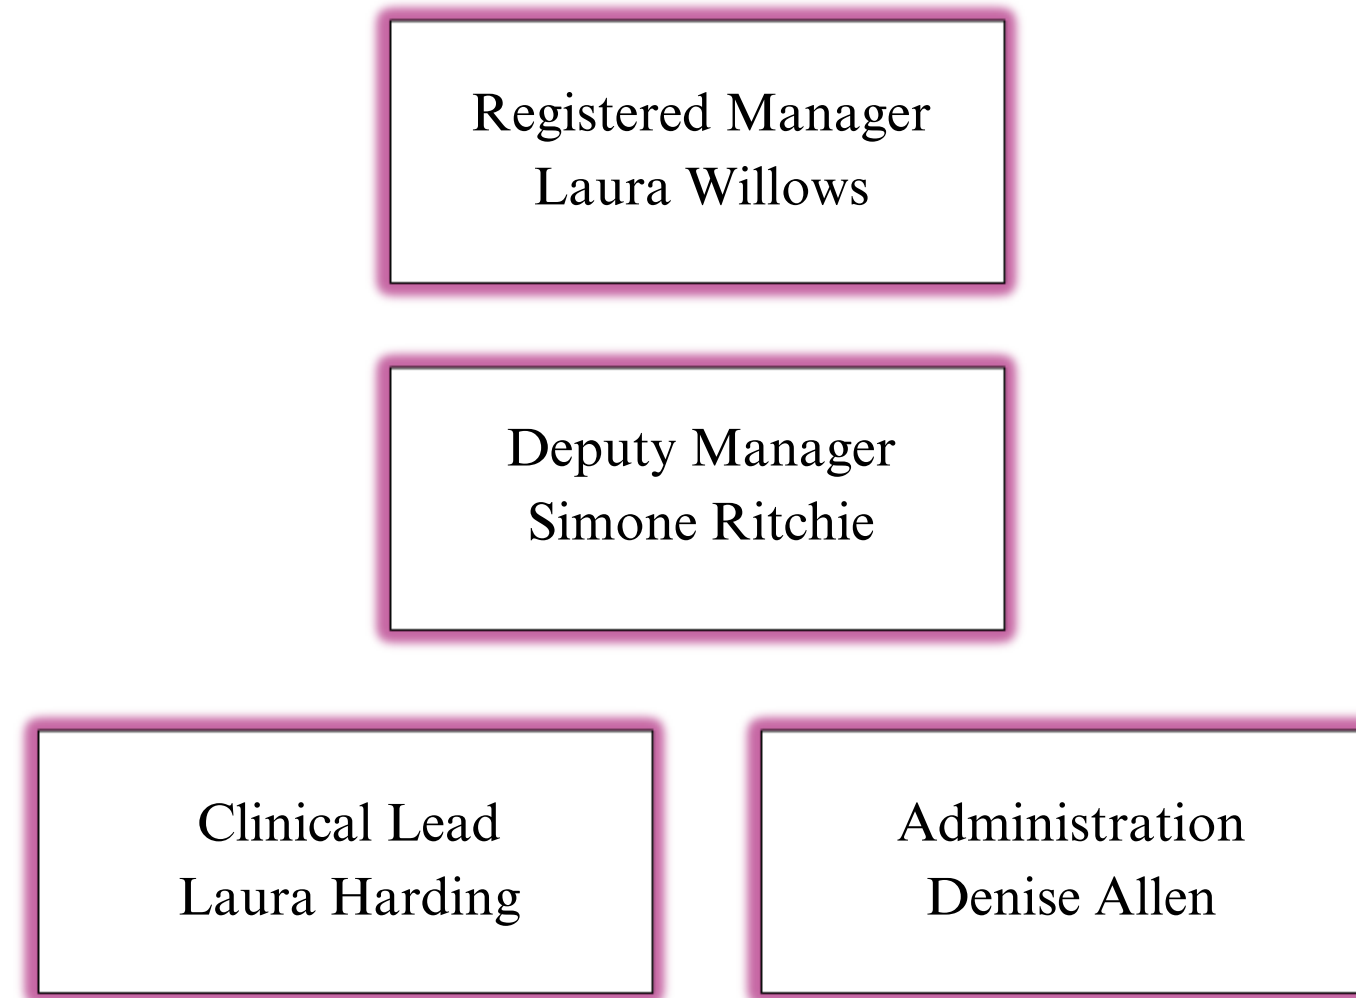 Registered Manager
Laura Willows
Deputy Manager
Simone Ritchie
Clinical Lead
Laura Harding
Administration
Denise Allen